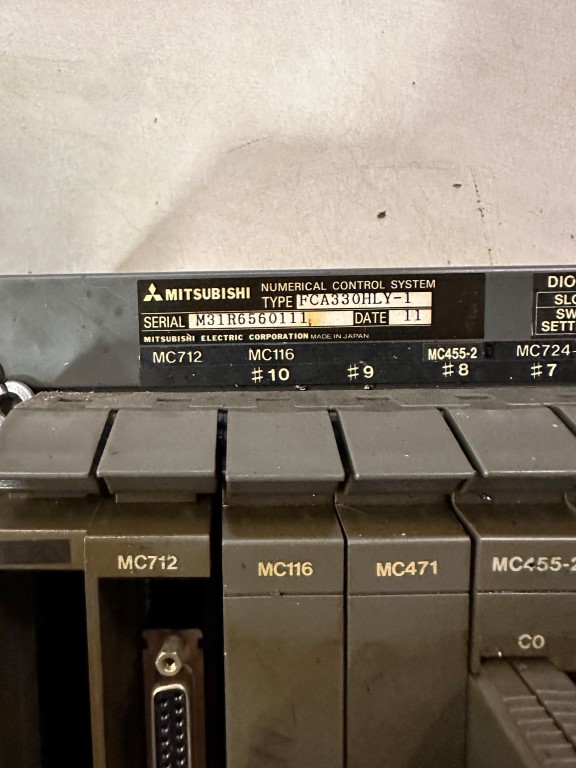 MITSUBISHI NUMERICAL CONTROL SYSTEM
TYPE FCA330HLY-1
SERIAL M31R6560111 DATE 11
MITSUBISHI ELECTRIC CORPORATION MADE IN JAPAN
MC712 MC116 MC455-2 MC724-
#10 #9 #8 #7
DIO
SLO
SW
SETT
MC712 MC116 MC471 MC455-2
C0